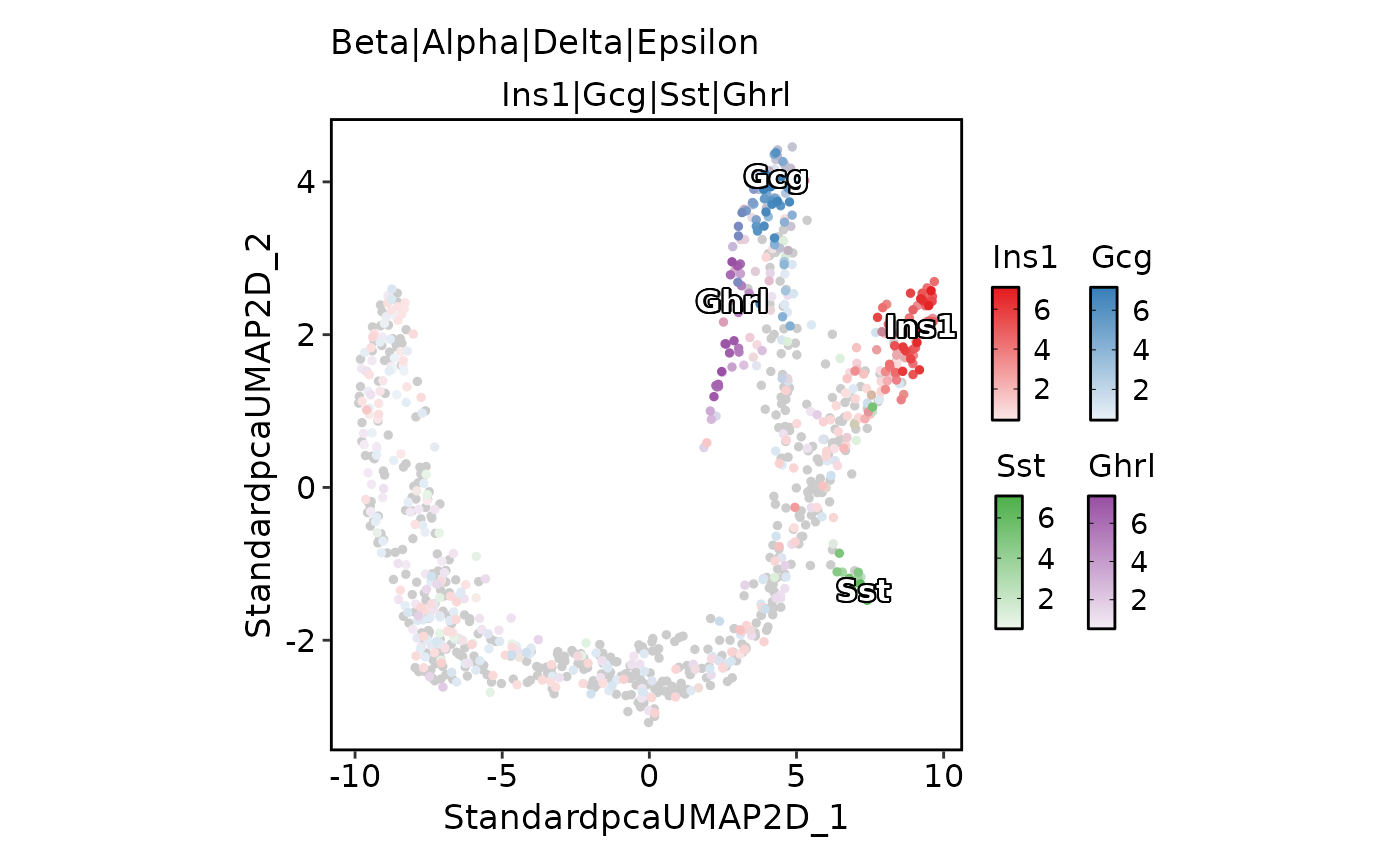 Beta|Alpha|Delta|Epsilon
Ins1|Gcg|Sst|Ghrl
StandardpcaUMAP2D_2
4
2
0
-2
Gcg
Ghrl
Ins1
Sst
-10
-5
0
5
10
StandardpcaUMAP2D_1
Ins1
6
4
2
Gcg
6
4
2
Sst
6
4
2
Ghrl
6
4
2